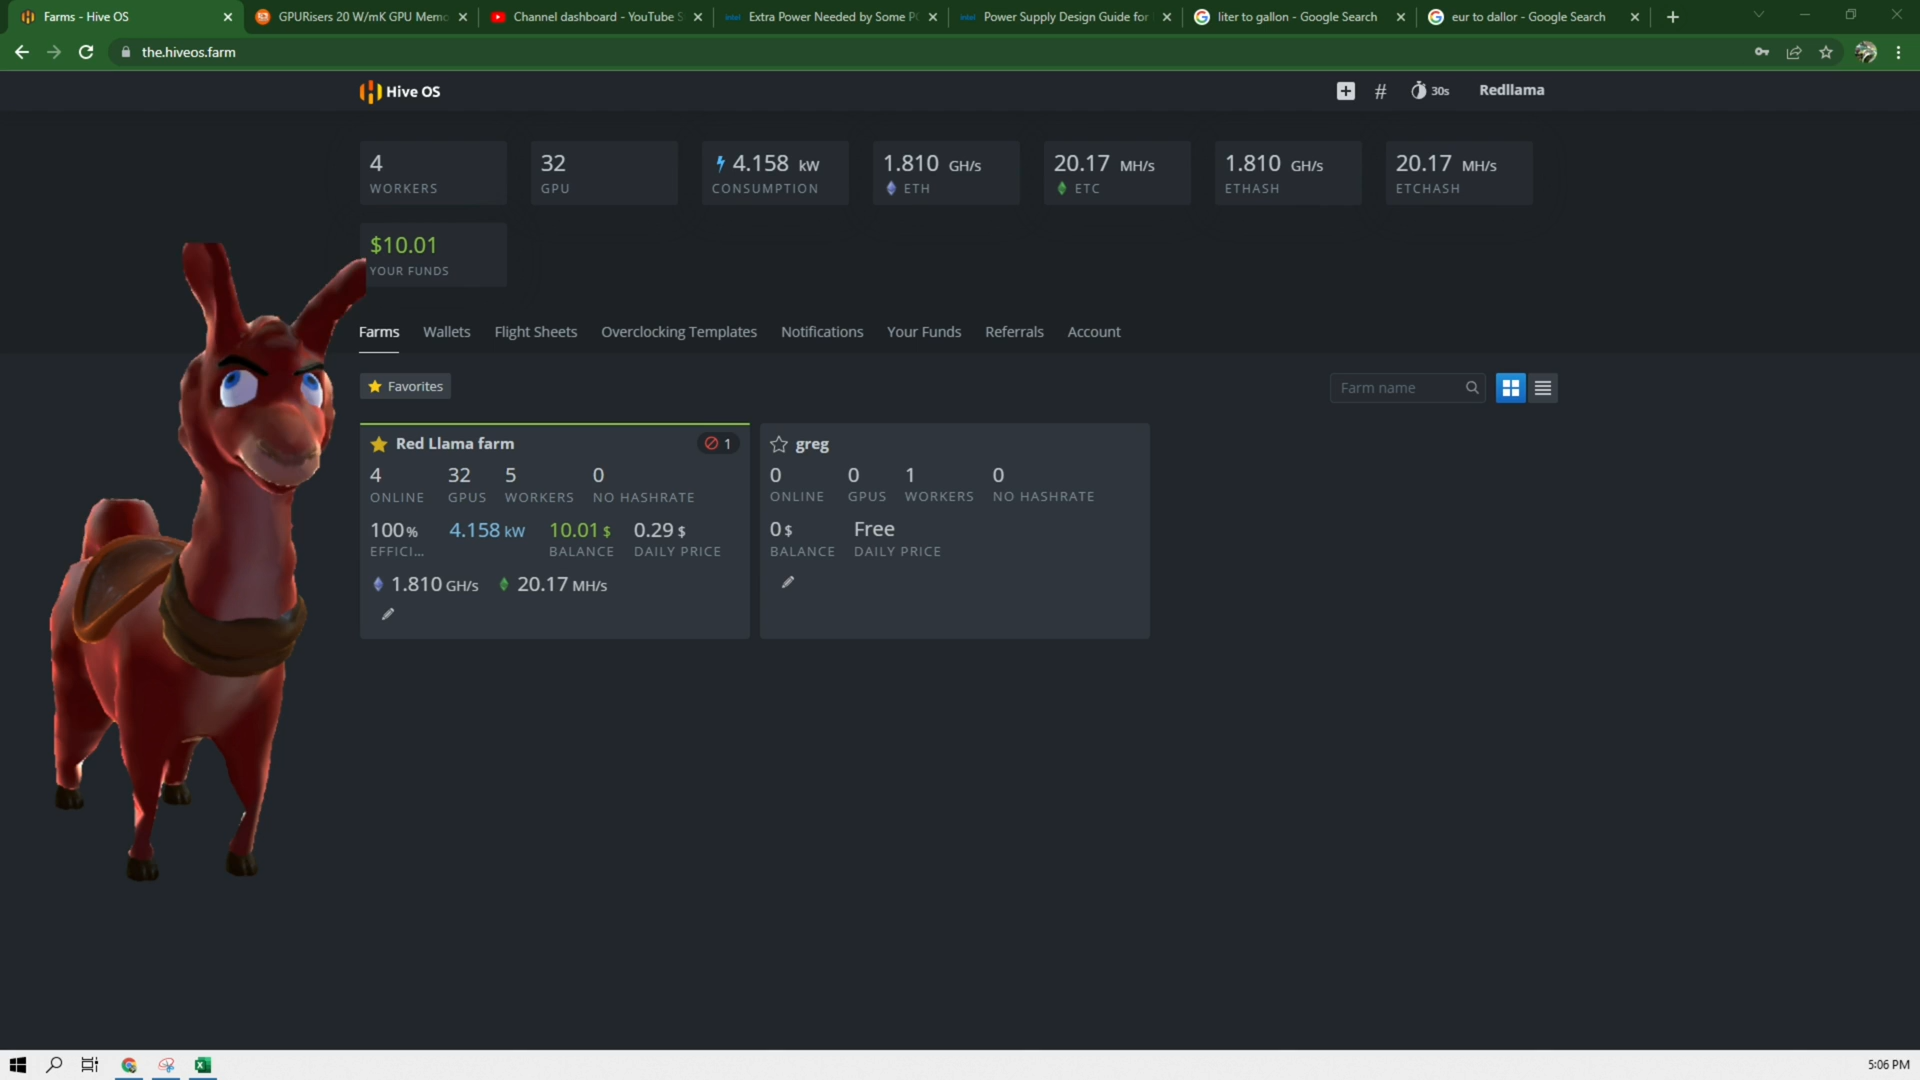 Farms - Hive OS
GPURisers 20 W/mK GPU Memo
Channel dashboard - YouTube S
intel Extra Power Needed by Some PC
intel Power Supply Design Guide for
liter to gallon - Google Search
eur to dallor - Google Search
the.hiveos.farm
Hive OS
# 30s Redllama
4 WORKERS
32 GPU
4.158 kW CONSUMPTION
1.810 GH/s ETH
20.17 MH/s ETC
1.810 GH/s ETHASH
20.17 MH/s ETCHASH
$10.01
YOUR FUNDS
Farms Wallets Flight Sheets Overclocking Templates Notifications Your Funds Referrals Account
Favorites
Farm name
Red Llama farm 1
4 32 5 0
ONLINE GPUS WORKERS NO HASHRATE
100% 4.158 kW 10.01 $ 0.29 $
EFFICI... BALANCE DAILY PRICE
1.810 GH/s 20.17 MH/s
greg
0 0 1 0
ONLINE GPUS WORKERS NO HASHRATE
0 $ Free
BALANCE DAILY PRICE
5:06 PM